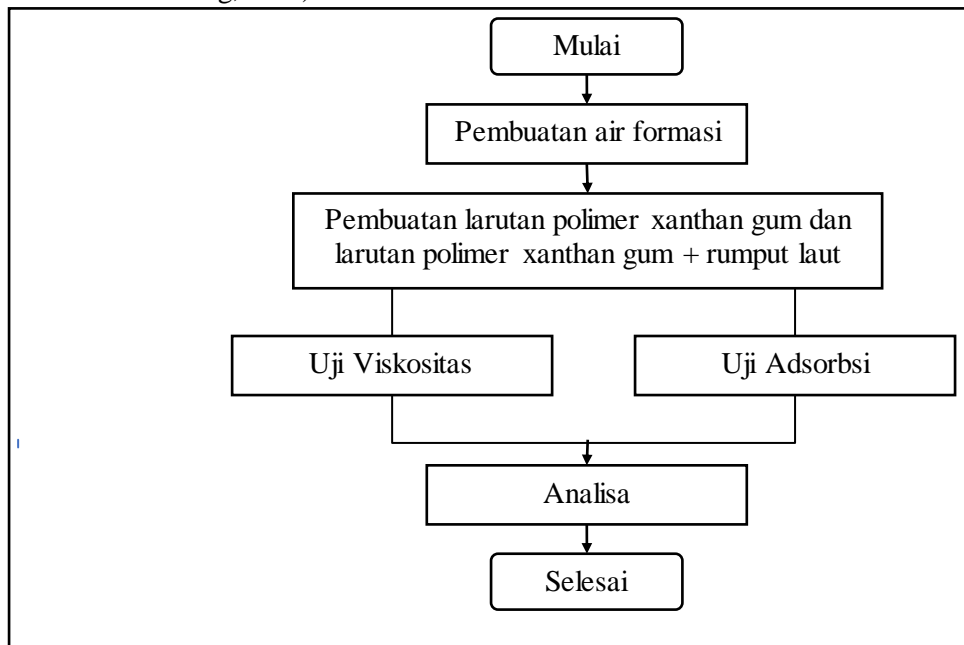 Mulai
Pembuatan air formasi
Pembuatan larutan polimer xanthan gum dan
larutan polimer xanthan gum + rumput laut
Uji Viskositas
Uji Adsorbsi
Analisa
Selesai